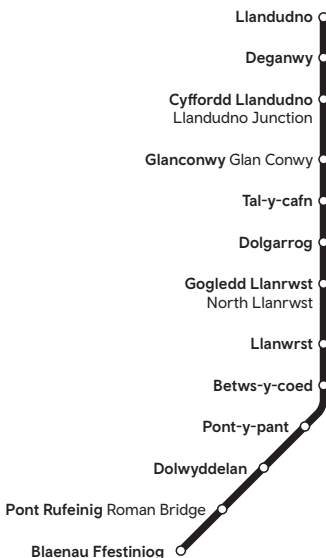 Llandudno
Deganwy
Cyffordd Llandudno
Llandudno Junction
Glanconwy Glan Conwy
Tal-y-cafn
Dolgarrog
Gogledd Llanrwst
North Llanrwst
Llanwrst
Betws-y-coed
Pont-y-pant
Dolwyddelan
Pont Rufeinig Roman Bridge
Blaenau Ffestiniog